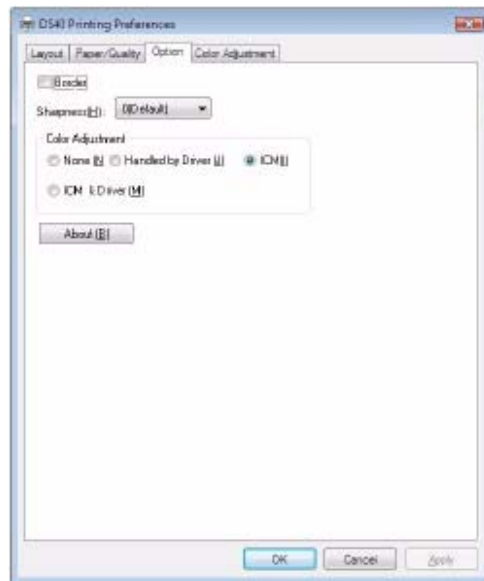 DS40 Printing Preferences
Layout Paper/Quality Option Color Adjustment
Border
Sharpness(H): 0(Default)
Color Adjustment
None (N) Handled by Driver (J) ICM(I)
ICM & Driver (M)
About (B)
OK Cancel Apply